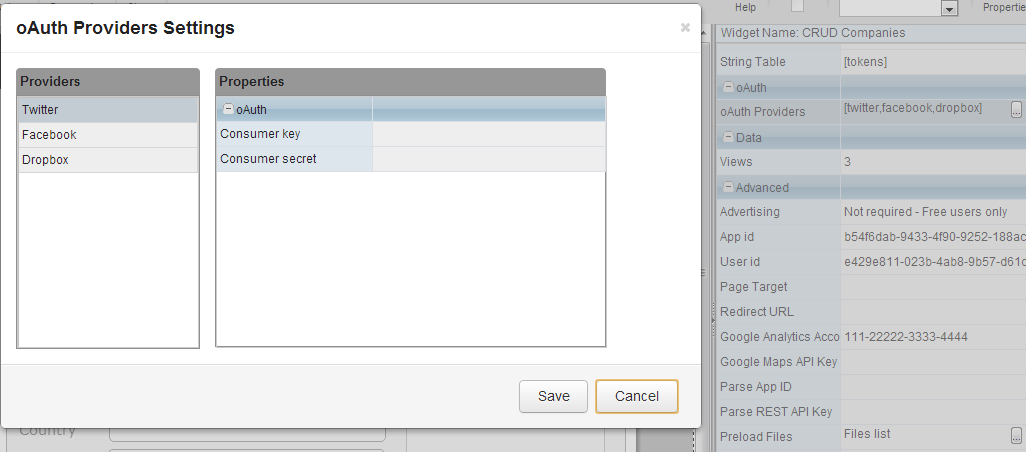 oAuth Providers Settings
Providers
Twitter
Facebook
Dropbox
Properties
oAuth
Consumer key
Consumer secret
Save
Cancel
Country
Help
Properties
Widget Name: CRUD Companies
String Table [tokens]
oAuth
oAuth Providers [twitter,facebook,dropbox]
Data
Views 3
Advanced
Advertising Not required - Free users only
App id b54f6dab-9433-4f90-9252-188ac
User id e429e811-023b-4ab8-9b57-d61c
Page Target
Redirect URL
Google Analytics Acco 111-22222-3333-4444
Google Maps API Key
Parse App ID
Parse REST API Key
Preload Files Files list